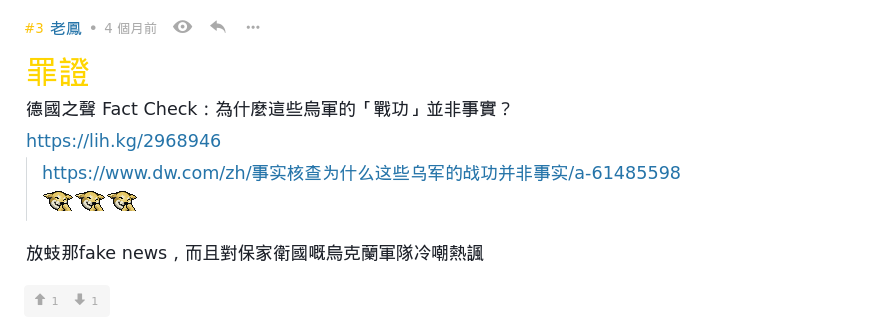 #3 老鳳 • 4 個月前
罪證
德國之聲 Fact Check：為什麼這些烏軍的「戰功」並非事實？
https://lih.kg/2968946
https://www.dw.com/zh/事实核查为什么这些乌军的战功并非事实/a-61485598
放蚊那fake news，而且對保家衛國嘅烏克蘭軍隊冷嘲熱諷
1 1